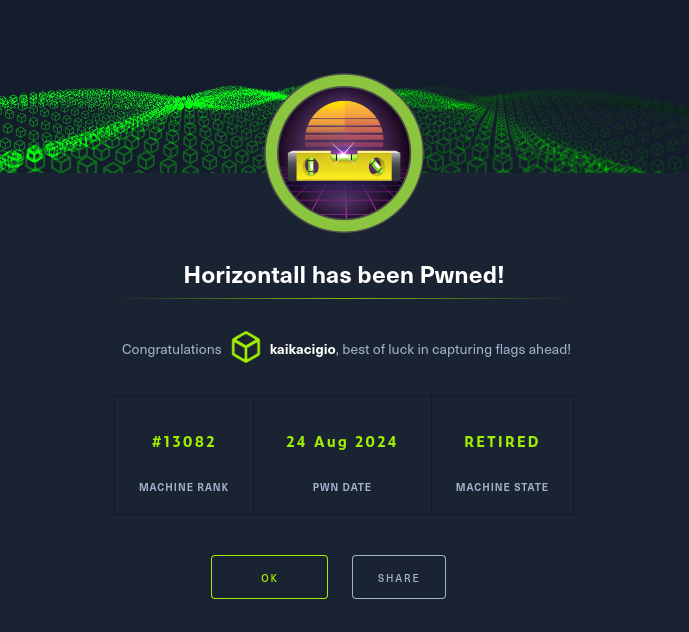 Horizontall has been Pwned!
Congratulations kaikacigio, best of luck in capturing flags ahead!
#13082 24 Aug 2024 RETIRED
MACHINE RANK PWN DATE MACHINE STATE
OK SHARE